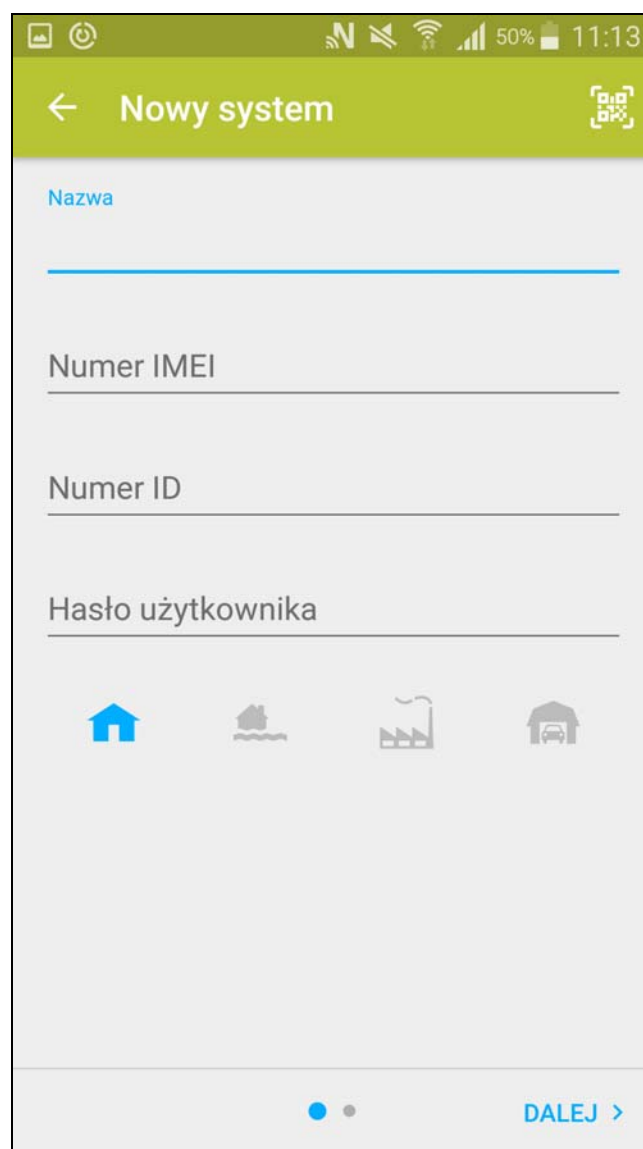 50% 11:13
Nowy system
Nazwa
Numer IMEI
Numer ID
Hasło użytkownika
DALEJ >